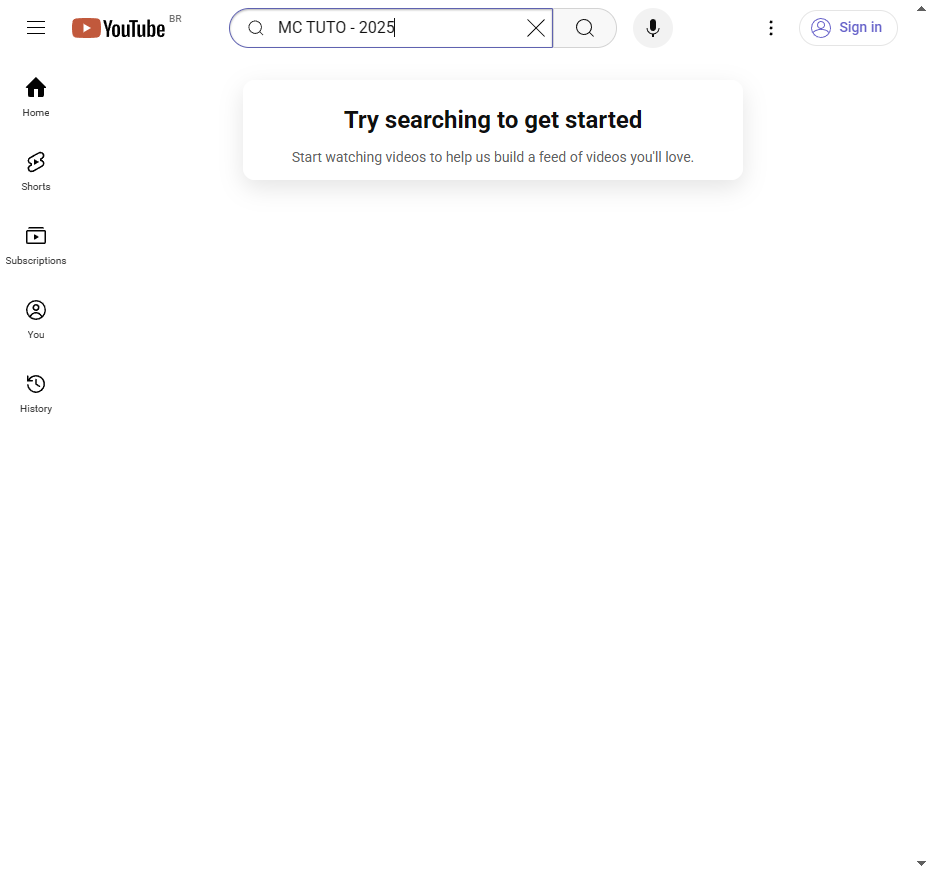 YouTube BR
MC TUTO - 2025
Sign in
Home
Shorts
Subscriptions
You
History
Try searching to get started
Start watching videos to help us build a feed of videos you'll love.